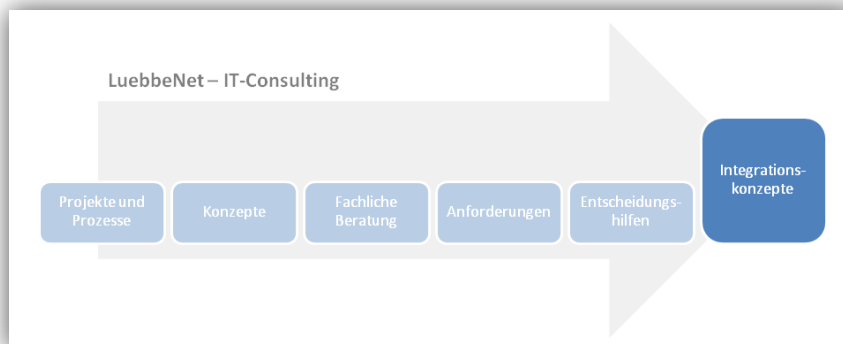 LuebbeNet – IT-Consulting
Projekte und
Prozesse
Konzepte
Fachliche
Beratung
Anforderungen
Entscheidungs-
hilfen
Integrations-
konzepte